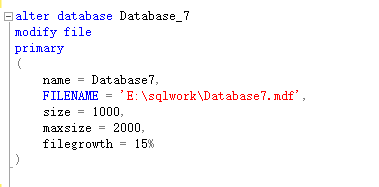 alter database Database_7
modify file
primary
(
name = Database7,
FILENAME = 'E:\sqlwork\Database7.mdf',
size = 1000,
maxsize = 2000,
filegrowth = 15%
)